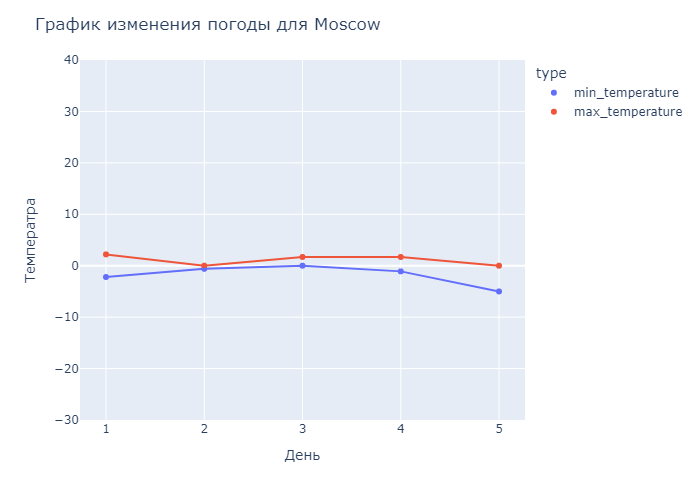 График изменения погоды для Moscow
type
min_temperature
max_temperature
Температра
40
30
20
10
0
−10
−20
−30
1 2 3 4 5
День